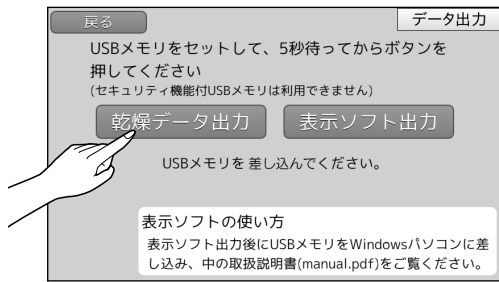 戻る
データ出力
USBメモリをセットして、5秒待ってからボタンを
押してください
(セキュリティ機能付USBメモリは利用できません)
乾燥データ出力
表示ソフト出力
USBメモリを 差し込んでください。
表示ソフトの使い方
表示ソフト出力後にUSBメモリをWindowsパソコンに差
し込み、中の取扱説明書(manual.pdf)をご覧ください。